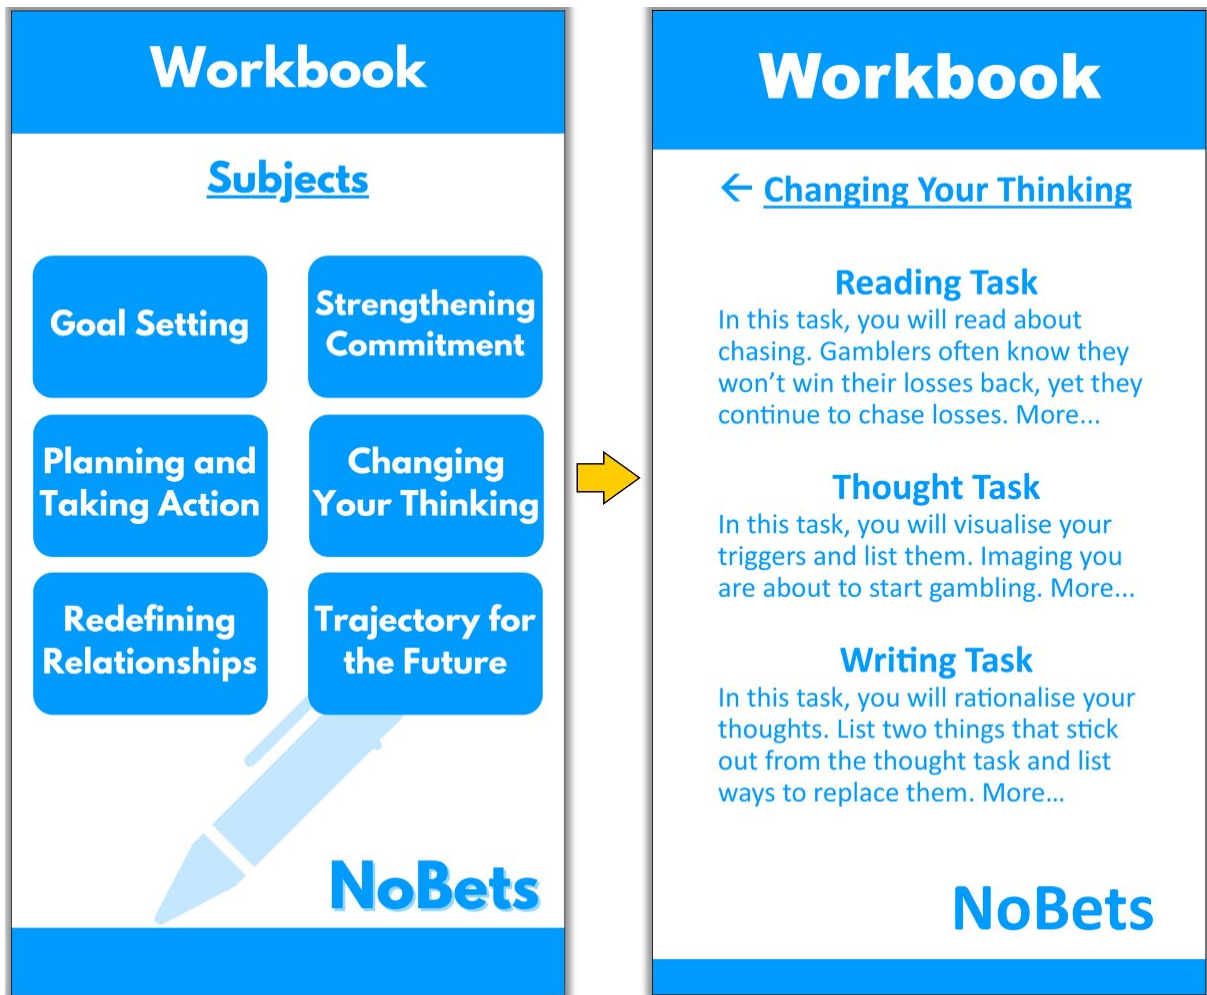 Workbook
Subjects
Goal Setting
Strengthening
Commitment
Planning and
Taking Action
Changing
Your Thinking
Redefining
Relationships
Trajectory for
the Future
NoBets
Workbook
← Changing Your Thinking
Reading Task
In this task, you will read about
chasing. Gamblers often know they
won’t win their losses back, yet they
continue to chase losses. More...
Thought Task
In this task, you will visualise your
triggers and list them. Imaging you
are about to start gambling. More...
Writing Task
In this task, you will rationalise your
thoughts. List two things that stick
out from the thought task and list
ways to replace them. More...
NoBets